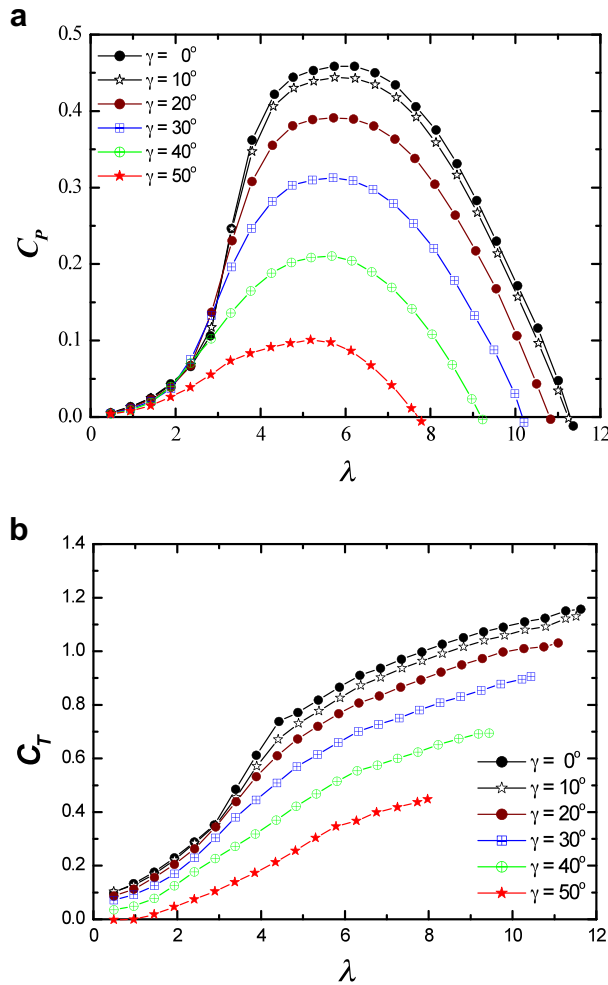 a
0.5
0.4
0.3
0.2
0.1
0.0
C_P
γ = 0°
γ = 10°
γ = 20°
γ = 30°
γ = 40°
γ = 50°
0 2 4 6 8 10 12
λ
b
1.4
1.2
1.0
0.8
0.6
0.4
0.2
0.0
C_T
γ = 0°
γ = 10°
γ = 20°
γ = 30°
γ = 40°
γ = 50°
0 2 4 6 8 10 12
λ